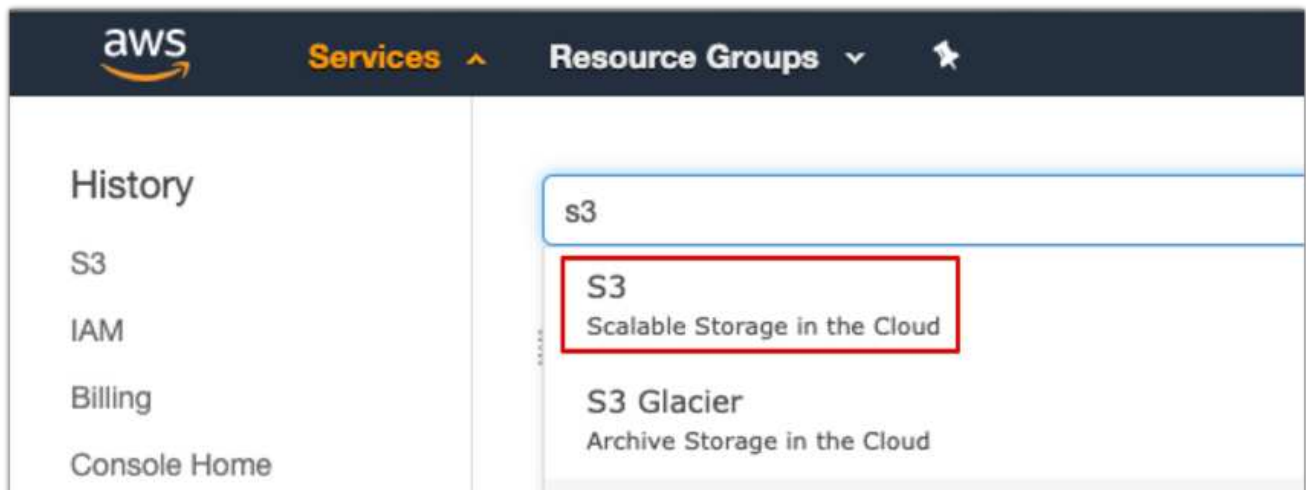 aws
Services
Resource Groups
History
S3
IAM
Billing
Console Home
s3
S3
Scalable Storage in the Cloud
S3 Glacier
Archive Storage in the Cloud